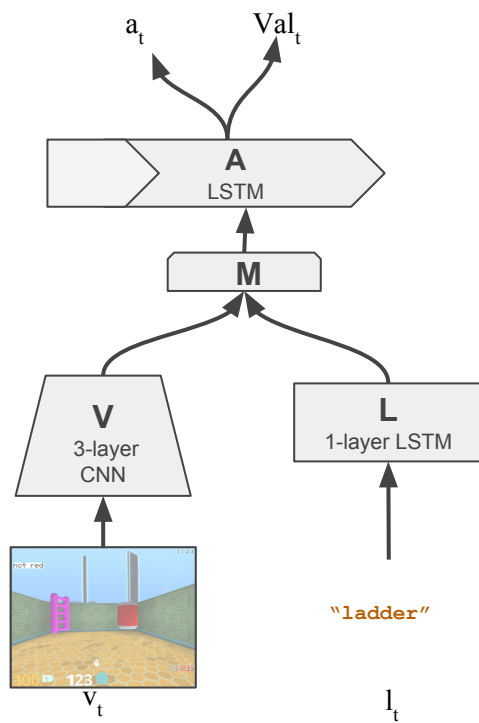 a_t Val_t
A
LSTM
M
V
3-layer
CNN
L
1-layer LSTM
not red
100 123
“ladder”
v_t l_t